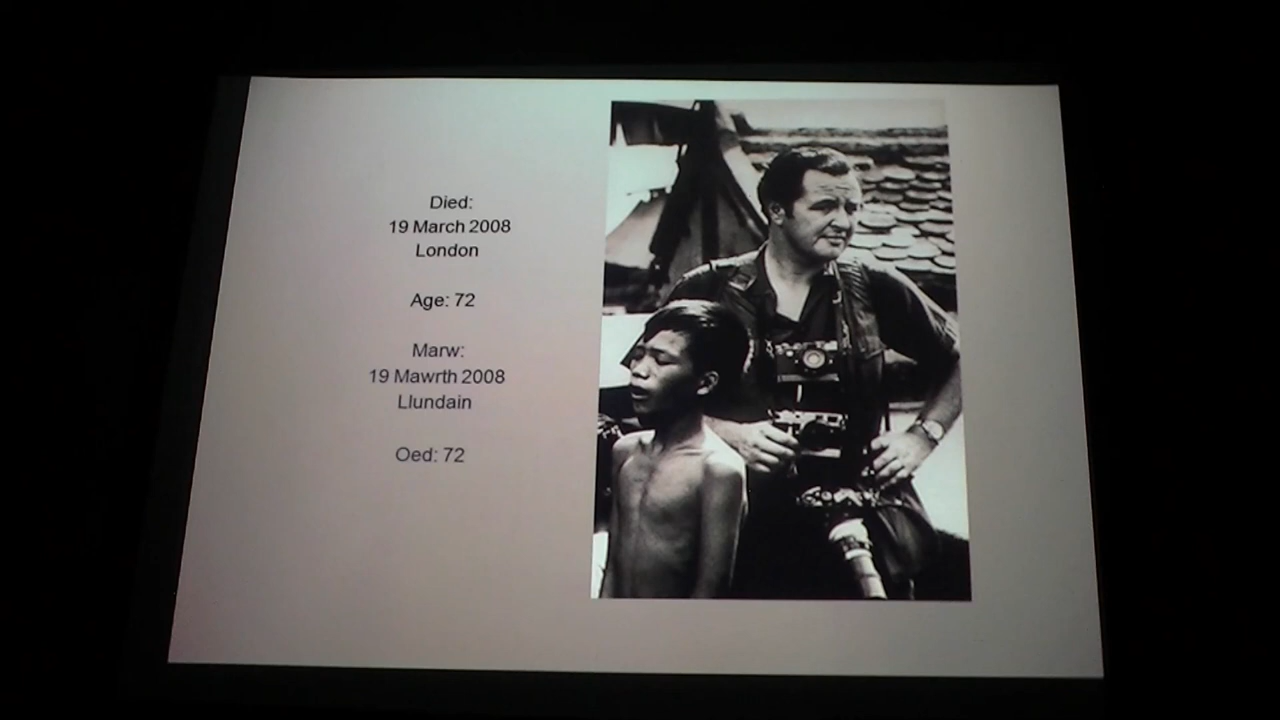 Died:
19 March 2008
London
Age: 72
Marw:
19 Mawrth 2008
Llundain
Oed: 72